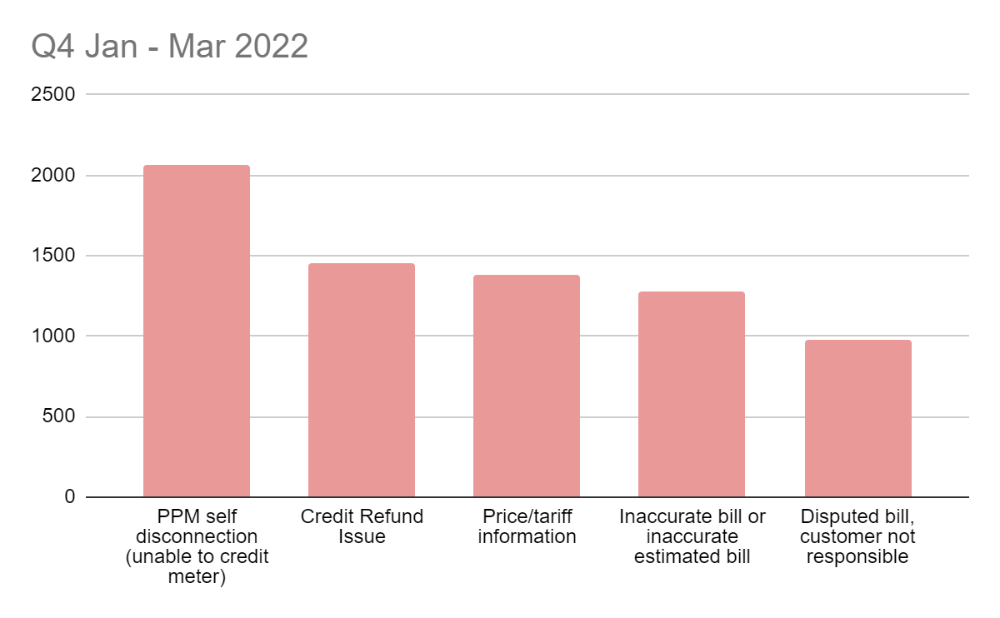 Q4 Jan - Mar 2022
2500
2000
1500
1000
500
0
PPM self
disconnection
(unable to credit
meter)
Credit Refund
Issue
Price/tariff
information
Inaccurate bill or
inaccurate
estimated bill
Disputed bill,
customer not
responsible